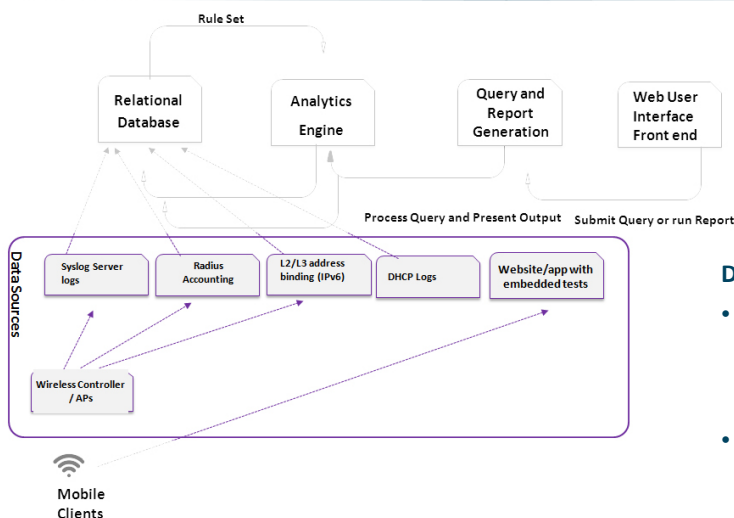 Rule Set
Relational
Database
Analytics
Engine
Query and
Report
Generation
Web User
Interface
Front end
Process Query and Present Output
Submit Query or run Report
Data Sources
Syslog Server
logs
Radius
Accounting
L2/L3 address
binding (IPv6)
DHCP Logs
Website/app with
embedded tests
D
•
•
Wireless Controller
/ APs
Mobile
Clients